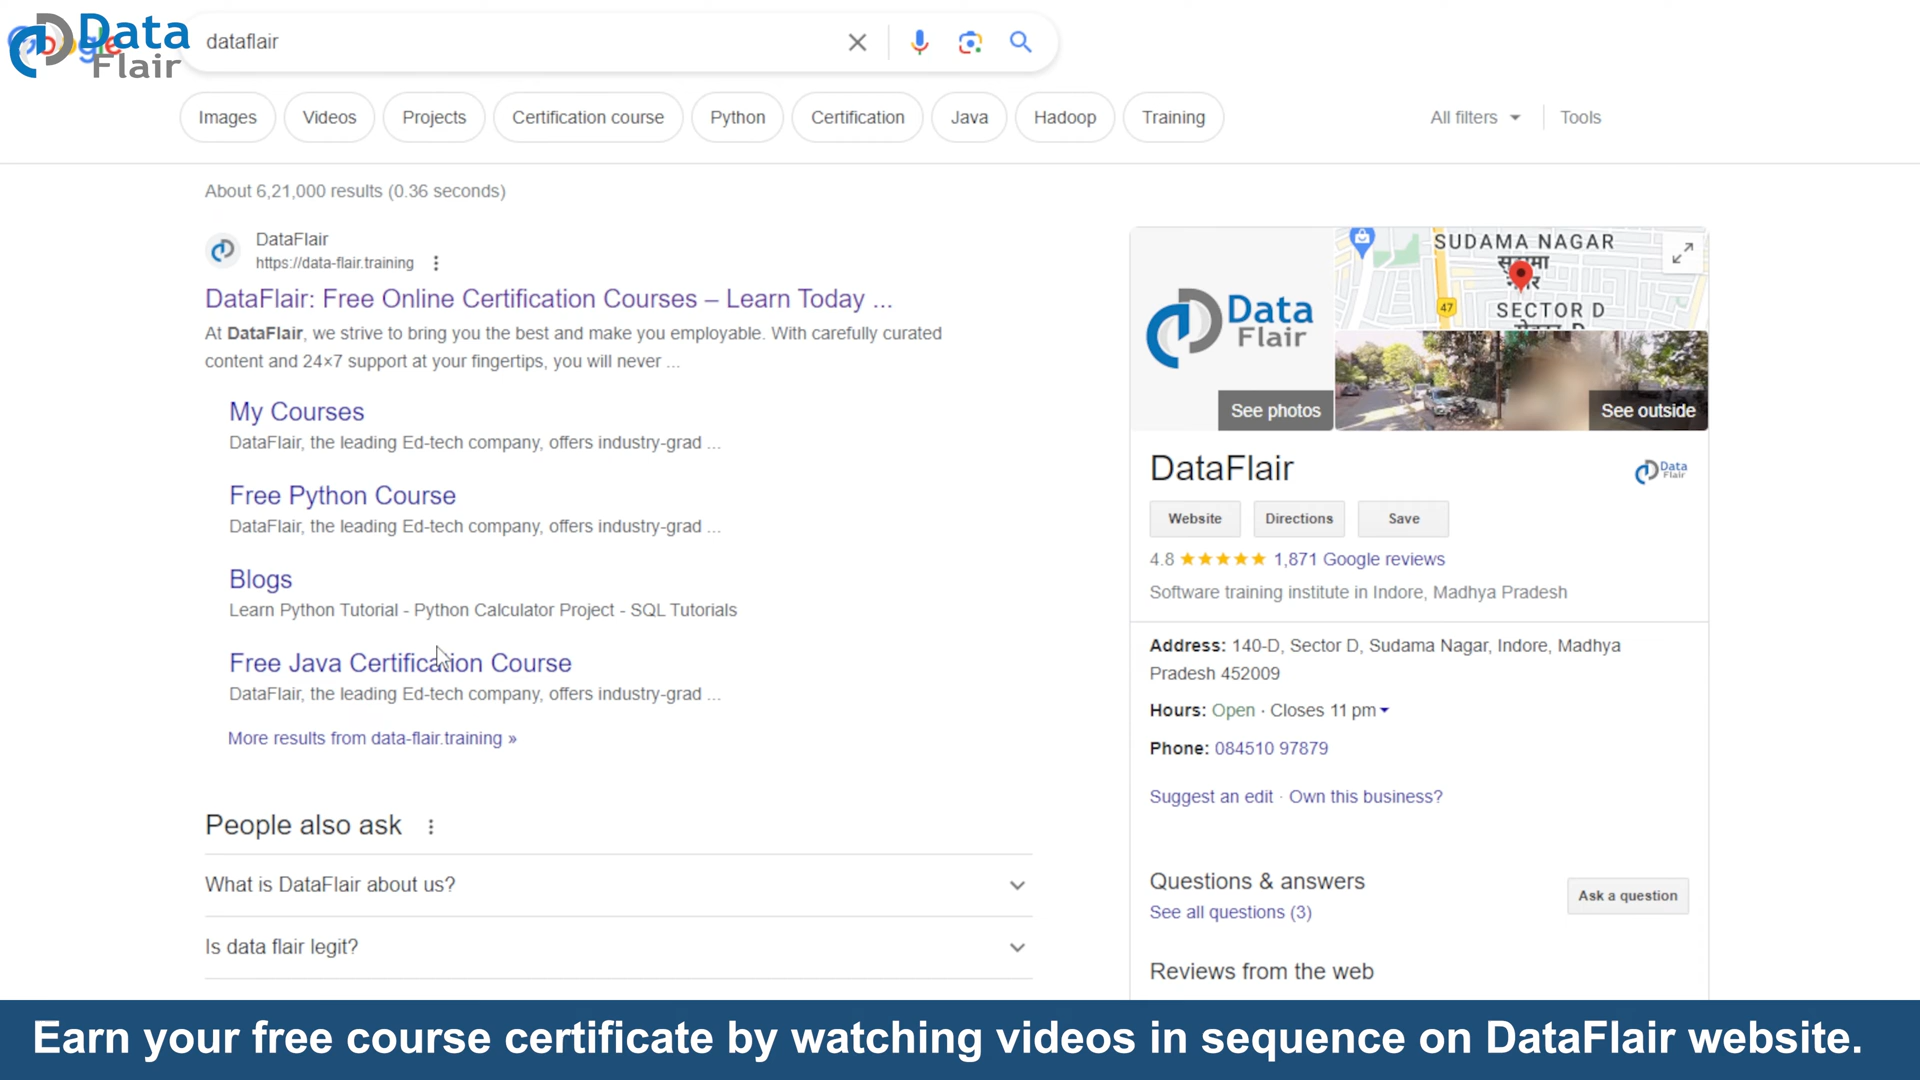 Data
Flair
dataflair
Images
Videos
Projects
Certification course
Python
Certification
Java
Hadoop
Training
All filters
Tools
About 6,21,000 results (0.36 seconds)
DataFlair
https://data-flair.training
DataFlair: Free Online Certification Courses – Learn Today ...
At DataFlair, we strive to bring you the best and make you employable. With carefully curated
content and 24×7 support at your fingertips, you will never ...
My Courses
DataFlair, the leading Ed-tech company, offers industry-grad ...
Free Python Course
DataFlair, the leading Ed-tech company, offers industry-grad ...
Blogs
Learn Python Tutorial - Python Calculator Project - SQL Tutorials
Free Java Certification Course
DataFlair, the leading Ed-tech company, offers industry-grad ...
More results from data-flair.training »
People also ask
What is DataFlair about us?
Is data flair legit?
Data
Flair
See photos
SUDAMA NAGAR
47
SECTOR D
See outside
DataFlair
Data
Flair
Website
Directions
Save
4.8
1,871 Google reviews
Software training institute in Indore, Madhya Pradesh
Address: 140-D, Sector D, Sudama Nagar, Indore, Madhya
Pradesh 452009
Hours: Open · Closes 11 pm
Phone: 084510 97879
Suggest an edit · Own this business?
Questions & answers
See all questions (3)
Ask a question
Reviews from the web
Earn your free course certificate by watching videos in sequence on DataFlair website.